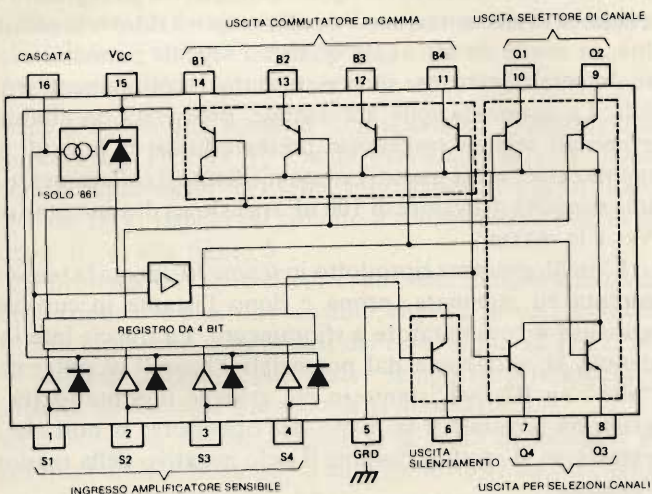 USCITA COMMUTATORE DI GAMMA
USCITA SELETTORE DI CANALE
CASCATA
VCC
B1
B2
B3
B4
Q1
Q2
16
15
14
13
12
11
10
9
(SOLO '86)
REGISTRO DA 4 BIT
1
2
3
4
5
6
7
8
S1
S2
S3
S4
GRD
USCITA
SILENZIAMENTO
Q4
Q3
INGRESSO AMPLIFICATORE SENSIBILE
USCITA PER SELEZIONI CANALI